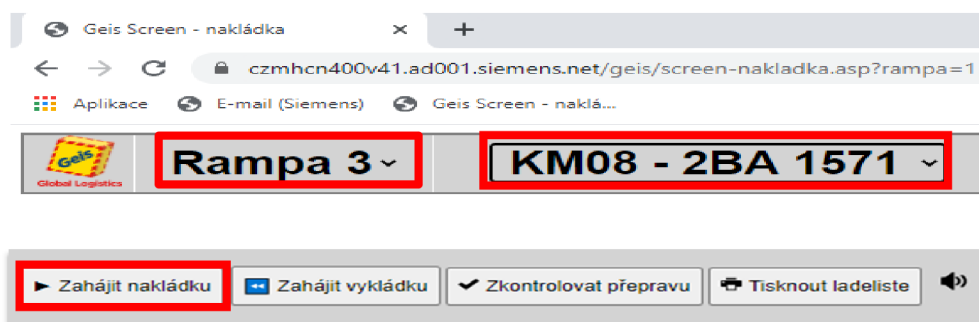 Geis Screen - nakládka
czmhcn400v41.ad001.siemens.net/geis/screen-nakladka.asp?rampa=1
Aplikace E-mail (Siemens) Geis Screen - naklá...
Geis
Global Logistics
Rampa 3 KM08 - 2BA 1571
Zahájit nakládku Zahájit vykládku Zkontrolovat přepravu Tisknout ladeliste